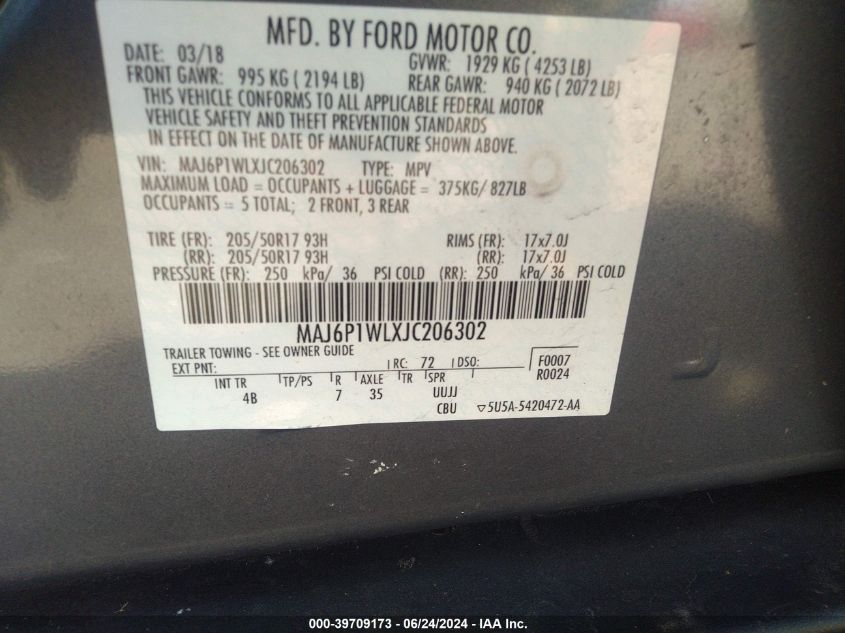 MFD. BY FORD MOTOR CO.
DATE: 03/18 GVWR: 1929 KG ( 4253 LB)
FRONT GAWR: 995 KG ( 2194 LB) REAR GAWR: 940 KG ( 2072 LB)
THIS VEHICLE CONFORMS TO ALL APPLICABLE FEDERAL MOTOR
VEHICLE SAFETY AND THEFT PREVENTION STANDARDS
IN EFFECT ON THE DATE OF MANUFACTURE SHOWN ABOVE.
VIN: MAJ6P1WLXJC206302 TYPE: MPV
MAXIMUM LOAD = OCCUPANTS + LUGGAGE = 375KG/ 827LB
OCCUPANTS = 5 TOTAL; 2 FRONT, 3 REAR
TIRE (FR): 205/50R17 93H RIMS (FR): 17x7.0J
(RR): 205/50R17 93H (RR): 17x7.0J
PRESSURE (FR): 250 kPa/ 36 PSI COLD (RR): 250 kPa/ 36 PSI COLD
MAJ6P1WLXJC206302
TRAILER TOWING - SEE OWNER GUIDE
EXT PNT: RC: 72 DSO: F0007
R0024
INT TR TP/PS R AXLE TR SPR
4B 7 35 UUJJ
CBU ▽5U5A-5420472-AA
000-39709173 - 06/24/2024 - IAA Inc.